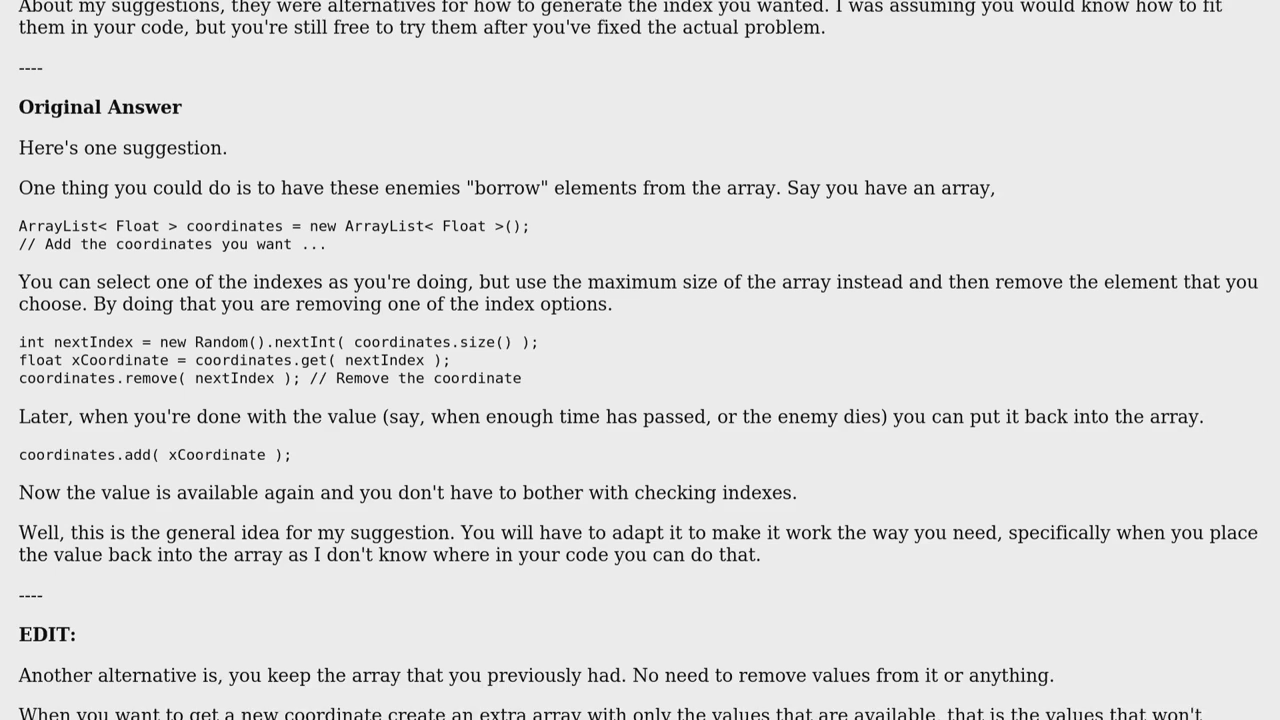 About my suggestions, they were alternatives for how to generate the index you wanted. I was assuming you would know how to fit
them in your code, but you're still free to try them after you've fixed the actual problem.
----
Original Answer
Here's one suggestion.
One thing you could do is to have these enemies "borrow" elements from the array. Say you have an array,
ArrayList< Float > coordinates = new ArrayList< Float >();
// Add the coordinates you want ...
You can select one of the indexes as you're doing, but use the maximum size of the array instead and then remove the element that you
choose. By doing that you are removing one of the index options.
int nextIndex = new Random().nextInt( coordinates.size() );
float xCoordinate = coordinates.get( nextIndex );
coordinates.remove( nextIndex ); // Remove the coordinate
Later, when you're done with the value (say, when enough time has passed, or the enemy dies) you can put it back into the array.
coordinates.add( xCoordinate );
Now the value is available again and you don't have to bother with checking indexes.
Well, this is the general idea for my suggestion. You will have to adapt it to make it work the way you need, specifically when you place
the value back into the array as I don't know where in your code you can do that.
----
EDIT:
Another alternative is, you keep the array that you previously had. No need to remove values from it or anything.
When you want to get a new coordinate create an extra array with only the values that are available, that is the values that won't